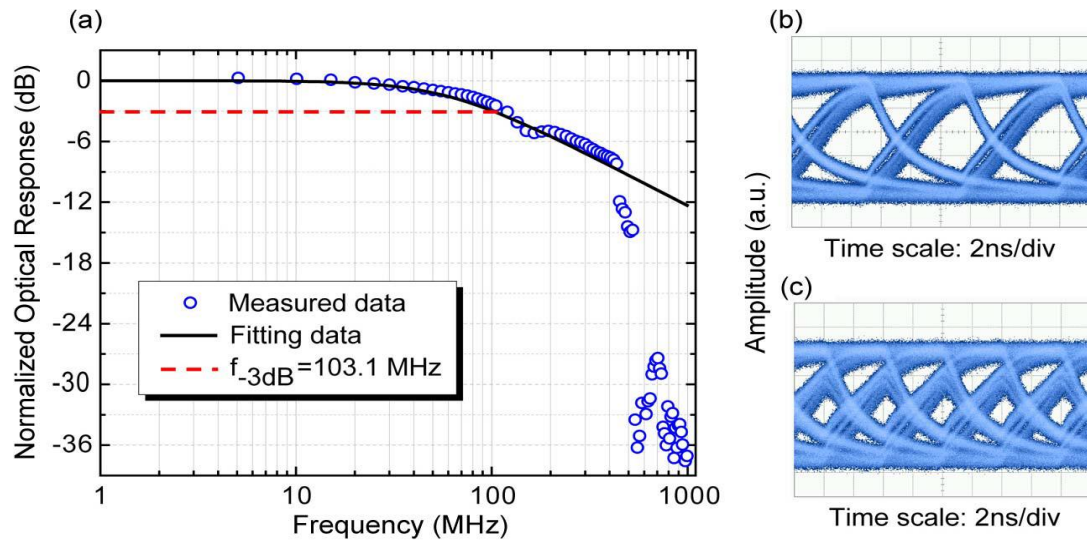 (a)
Normalized Optical Response (dB)
0
-6
-12
-18
-24
-30
-36
Measured data
Fitting data
f-3dB=103.1 MHz
1
10
100
1000
Frequency (MHz)
Amplitude (a.u.)
(b)
Time scale: 2ns/div
(c)
Time scale: 2ns/div